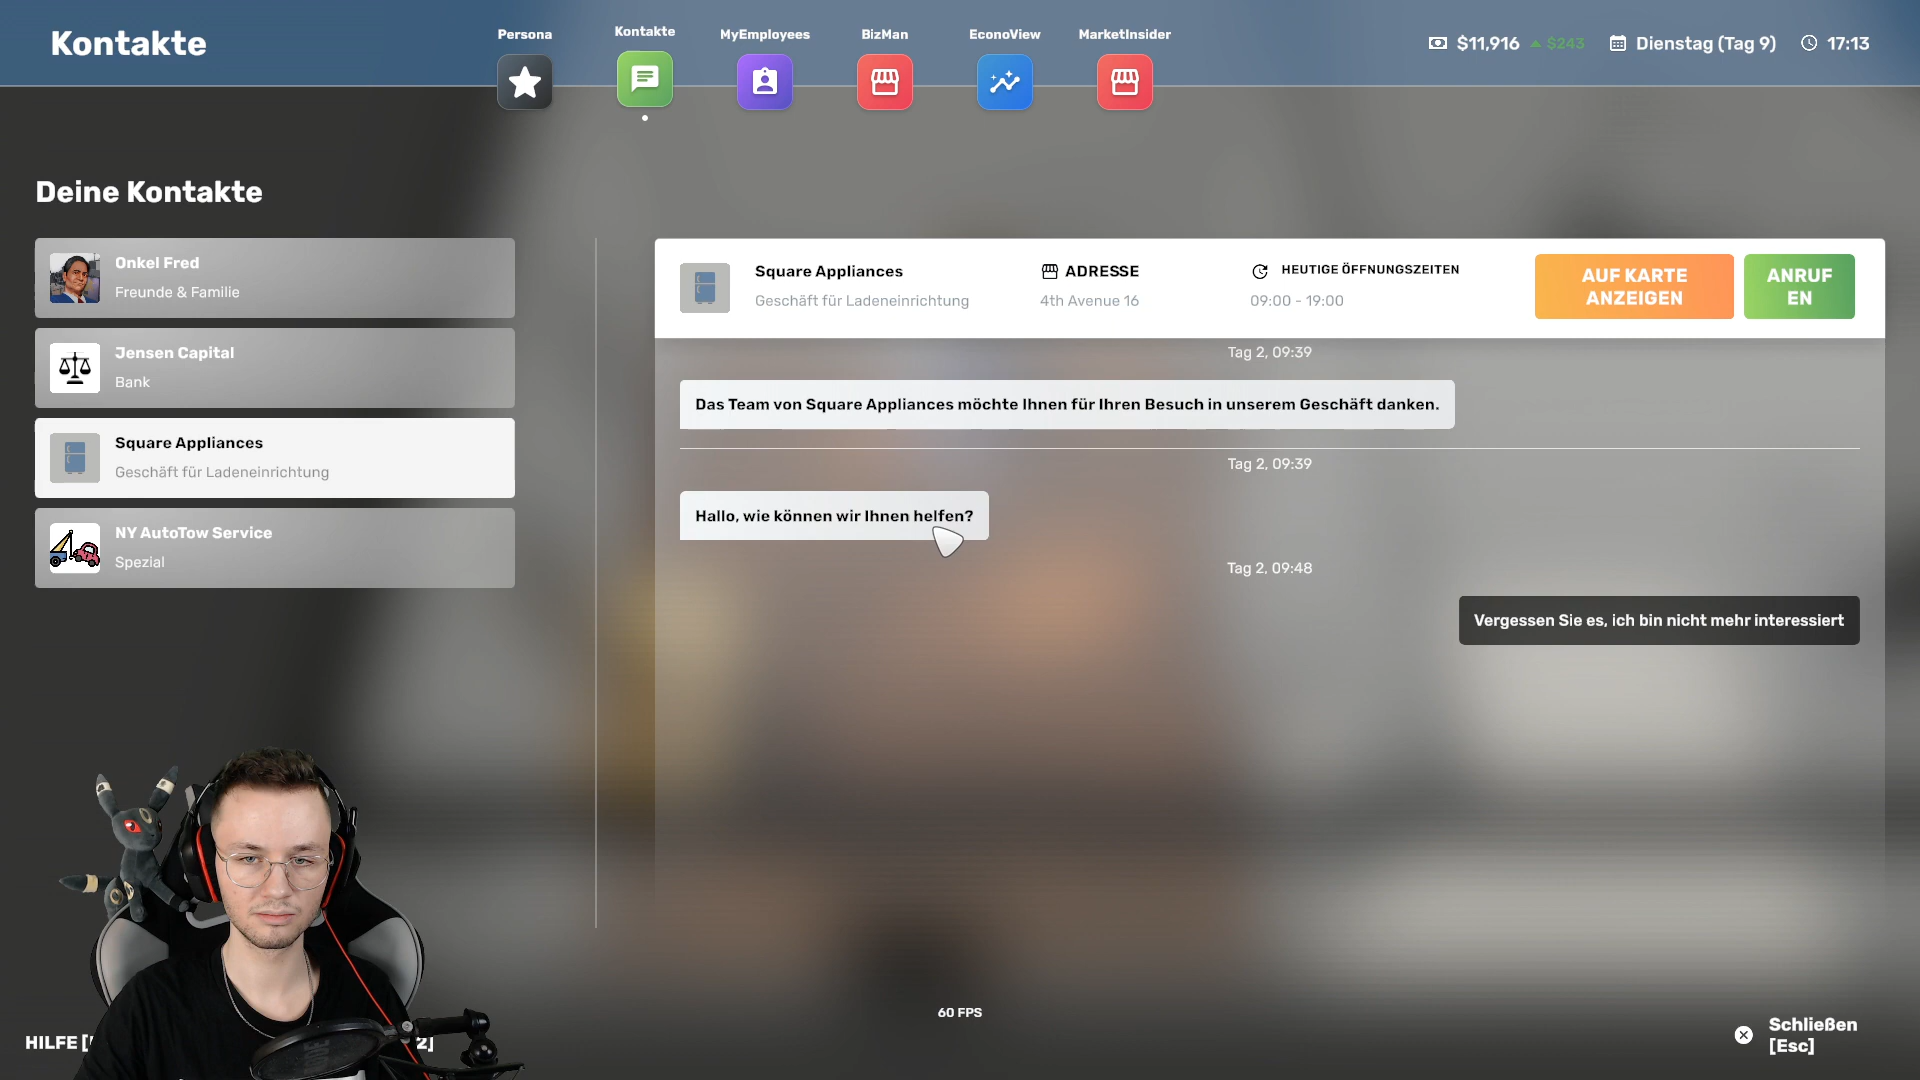 Kontakte
Persona
Kontakte
MyEmployees
BizMan
EconoView
MarketInsider
$11,916
$243
Dienstag (Tag 9)
17:13
Deine Kontakte
Onkel Fred
Freunde & Familie
Jensen Capital
Bank
Square Appliances
Geschäft für Ladeneinrichtung
NY AutoTow Service
Spezial
Square Appliances
Geschäft für Ladeneinrichtung
ADRESSE
4th Avenue 16
HEUTIGE ÖFFNUNGSZEITEN
09:00 - 19:00
AUF KARTE
ANZEIGEN
ANRUF
EN
Tag 2, 09:39
Das Team von Square Appliances möchte Ihnen für Ihren Besuch in unserem Geschäft danken.
Tag 2, 09:39
Hallo, wie können wir Ihnen helfen?
Tag 2, 09:48
Vergessen Sie es, ich bin nicht mehr interessiert
60 FPS
HILFE [
2]
Schließen
[Esc]